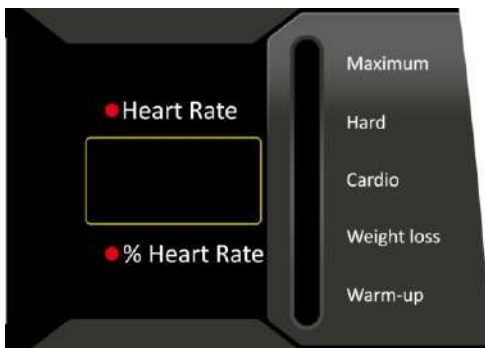 Heart Rate
% Heart Rate
Maximum
Hard
Cardio
Weight loss
Warm-up